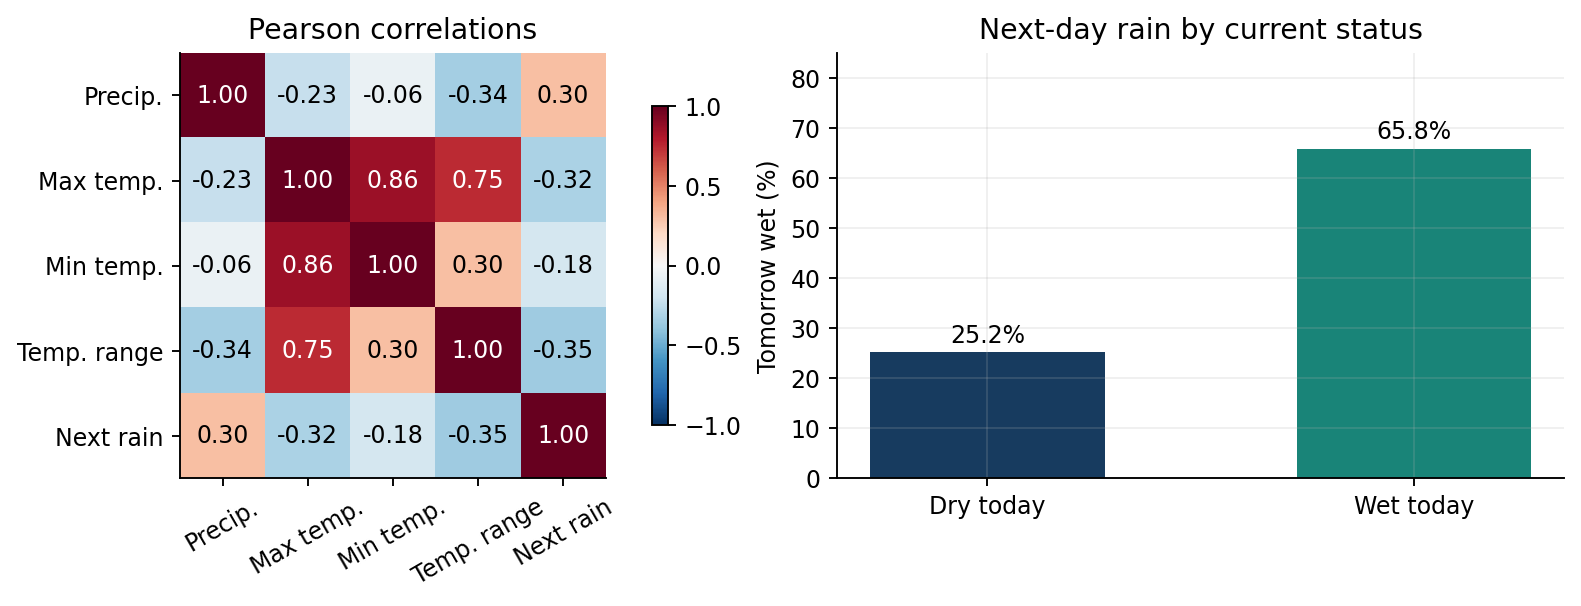 Pearson correlations
Precip. 1.00 -0.23 -0.06 -0.34 0.30
Max temp. -0.23 1.00 0.86 0.75 -0.32
Min temp. -0.06 0.86 1.00 0.30 -0.18
Temp. range -0.34 0.75 0.30 1.00 -0.35
Next rain 0.30 -0.32 -0.18 -0.35 1.00
Precip. Max temp. Min temp. Temp. range Next rain
1.0
0.5
0.0
−0.5
−1.0
Next-day rain by current status
Tomorrow wet (%)
80
70
60
50
40
30
20
10
0
25.2%
65.8%
Dry today Wet today